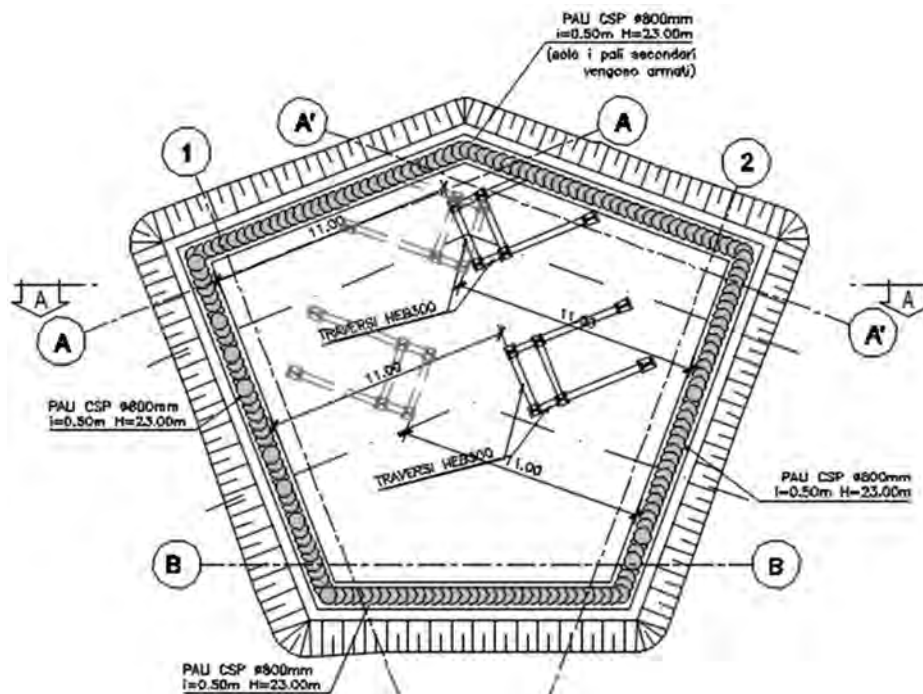 PALI CSP ø800mm
i=0.50m H=23.00m
(solo i pali secondari
vengono armati)
A'
A
1
2
11.00
A
A
TRAVERSI HEB300
11
A
A'
11.00
PALI CSP ø800mm
i=0.50m H=23.00m
TRAVERSI HEB300
11.00
PALI CSP ø800mm
i=0.50m H=23.00m
B
B
PALI CSP ø800mm
i=0.50m H=23.00m